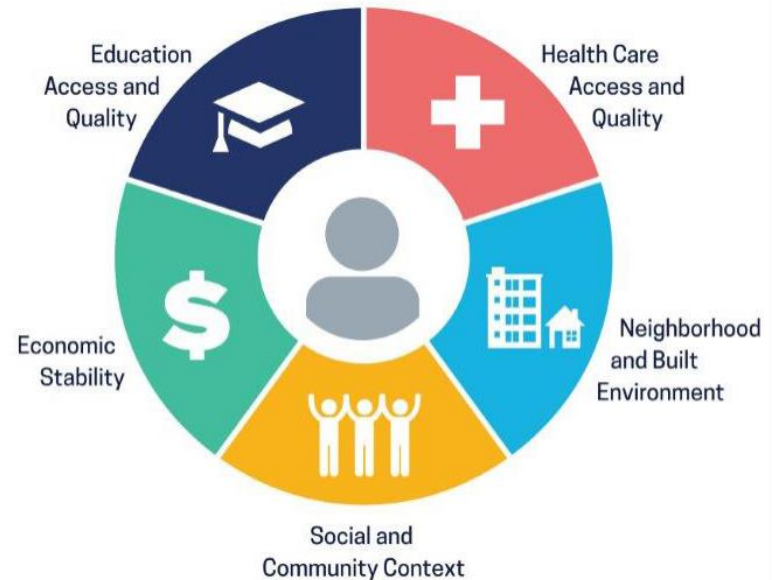 Education
Access and
Quality
Health Care
Access and
Quality
$
Economic
Stability
Neighborhood
and Built
Environment
Social and
Community Context